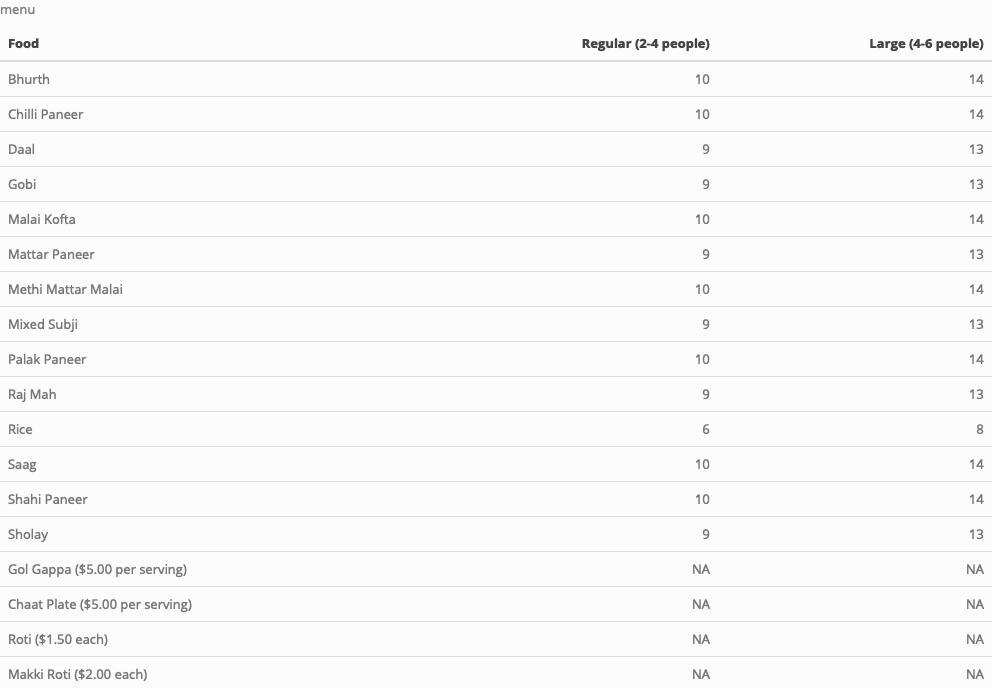 menu
Food Regular (2-4 people) Large (4-6 people)
Bhurth 10 14
Chilli Paneer 10 14
Daal 9 13
Gobi 9 13
Malai Kofta 10 14
Mattar Paneer 9 13
Methi Mattar Malai 10 14
Mixed Subji 9 13
Palak Paneer 10 14
Raj Mah 9 13
Rice 6 8
Saag 10 14
Shahi Paneer 10 14
Sholay 9 13
Gol Gappa ($5.00 per serving) NA NA
Chaat Plate ($5.00 per serving) NA NA
Roti ($1.50 each) NA NA
Makki Roti ($2.00 each) NA NA